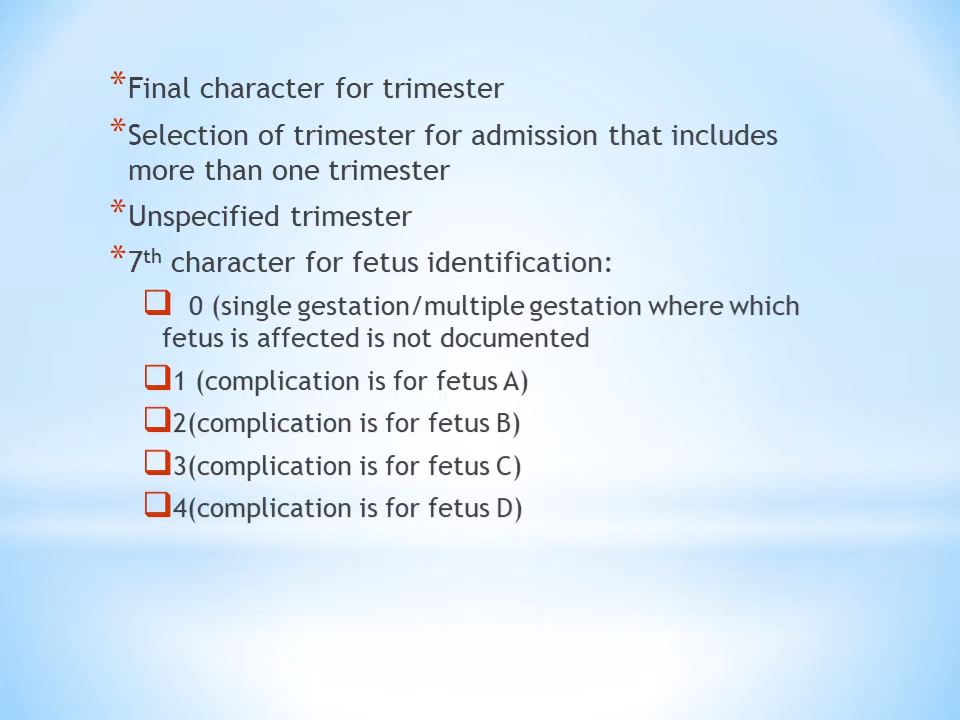 * Final character for trimester
* Selection of trimester for admission that includes
more than one trimester
* Unspecified trimester
* 7th character for fetus identification:
❑ 0 (single gestation/multiple gestation where which
fetus is affected is not documented
❑ 1 (complication is for fetus A)
❑ 2(complication is for fetus B)
❑ 3(complication is for fetus C)
❑ 4(complication is for fetus D)